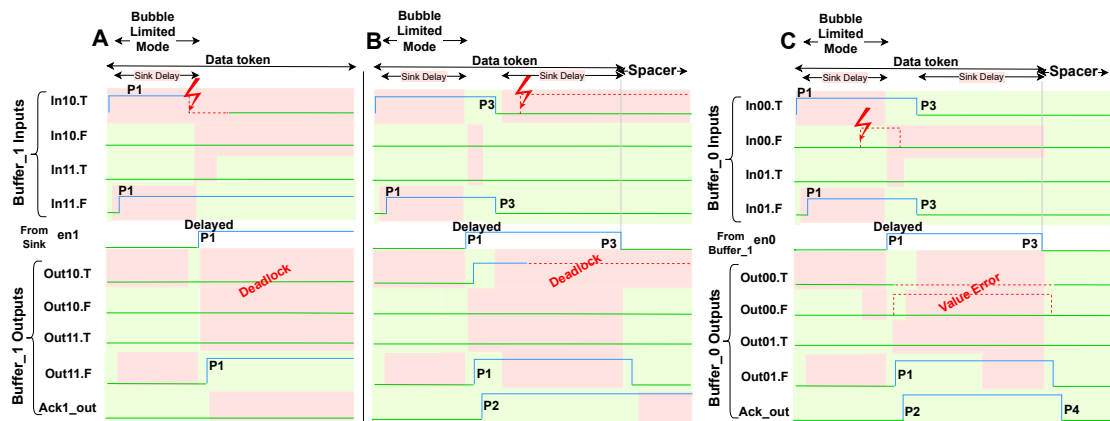 A
Bubble
Limited
Mode
Data token
Sink Delay
P1
Buffer_1 Inputs
In10.T
In10.F
In11.T
In11.F
P1
From
Sink
en1
Delayed
P1
Buffer_1 Outputs
Out10.T
Out10.F
Out11.T
Out11.F
Ack1_out
Deadlock
P1
B
Bubble
Limited
Mode
Data token
Spacer
Sink Delay
Sink Delay
P3
P1
P3
Delayed
P1
P3
Deadlock
P1
P2
C
Bubble
Limited
Mode
Data token
Spacer
Sink Delay
Sink Delay
Buffer_0 Inputs
In00.T
In00.F
In01.T
In01.F
P1
P3
P1
P3
From
Buffer_1
en0
Delayed
P1
P3
Buffer_0 Outputs
Out00.T
Out00.F
Out01.T
Out01.F
Ack_out
Value Error
P1
P2
P4